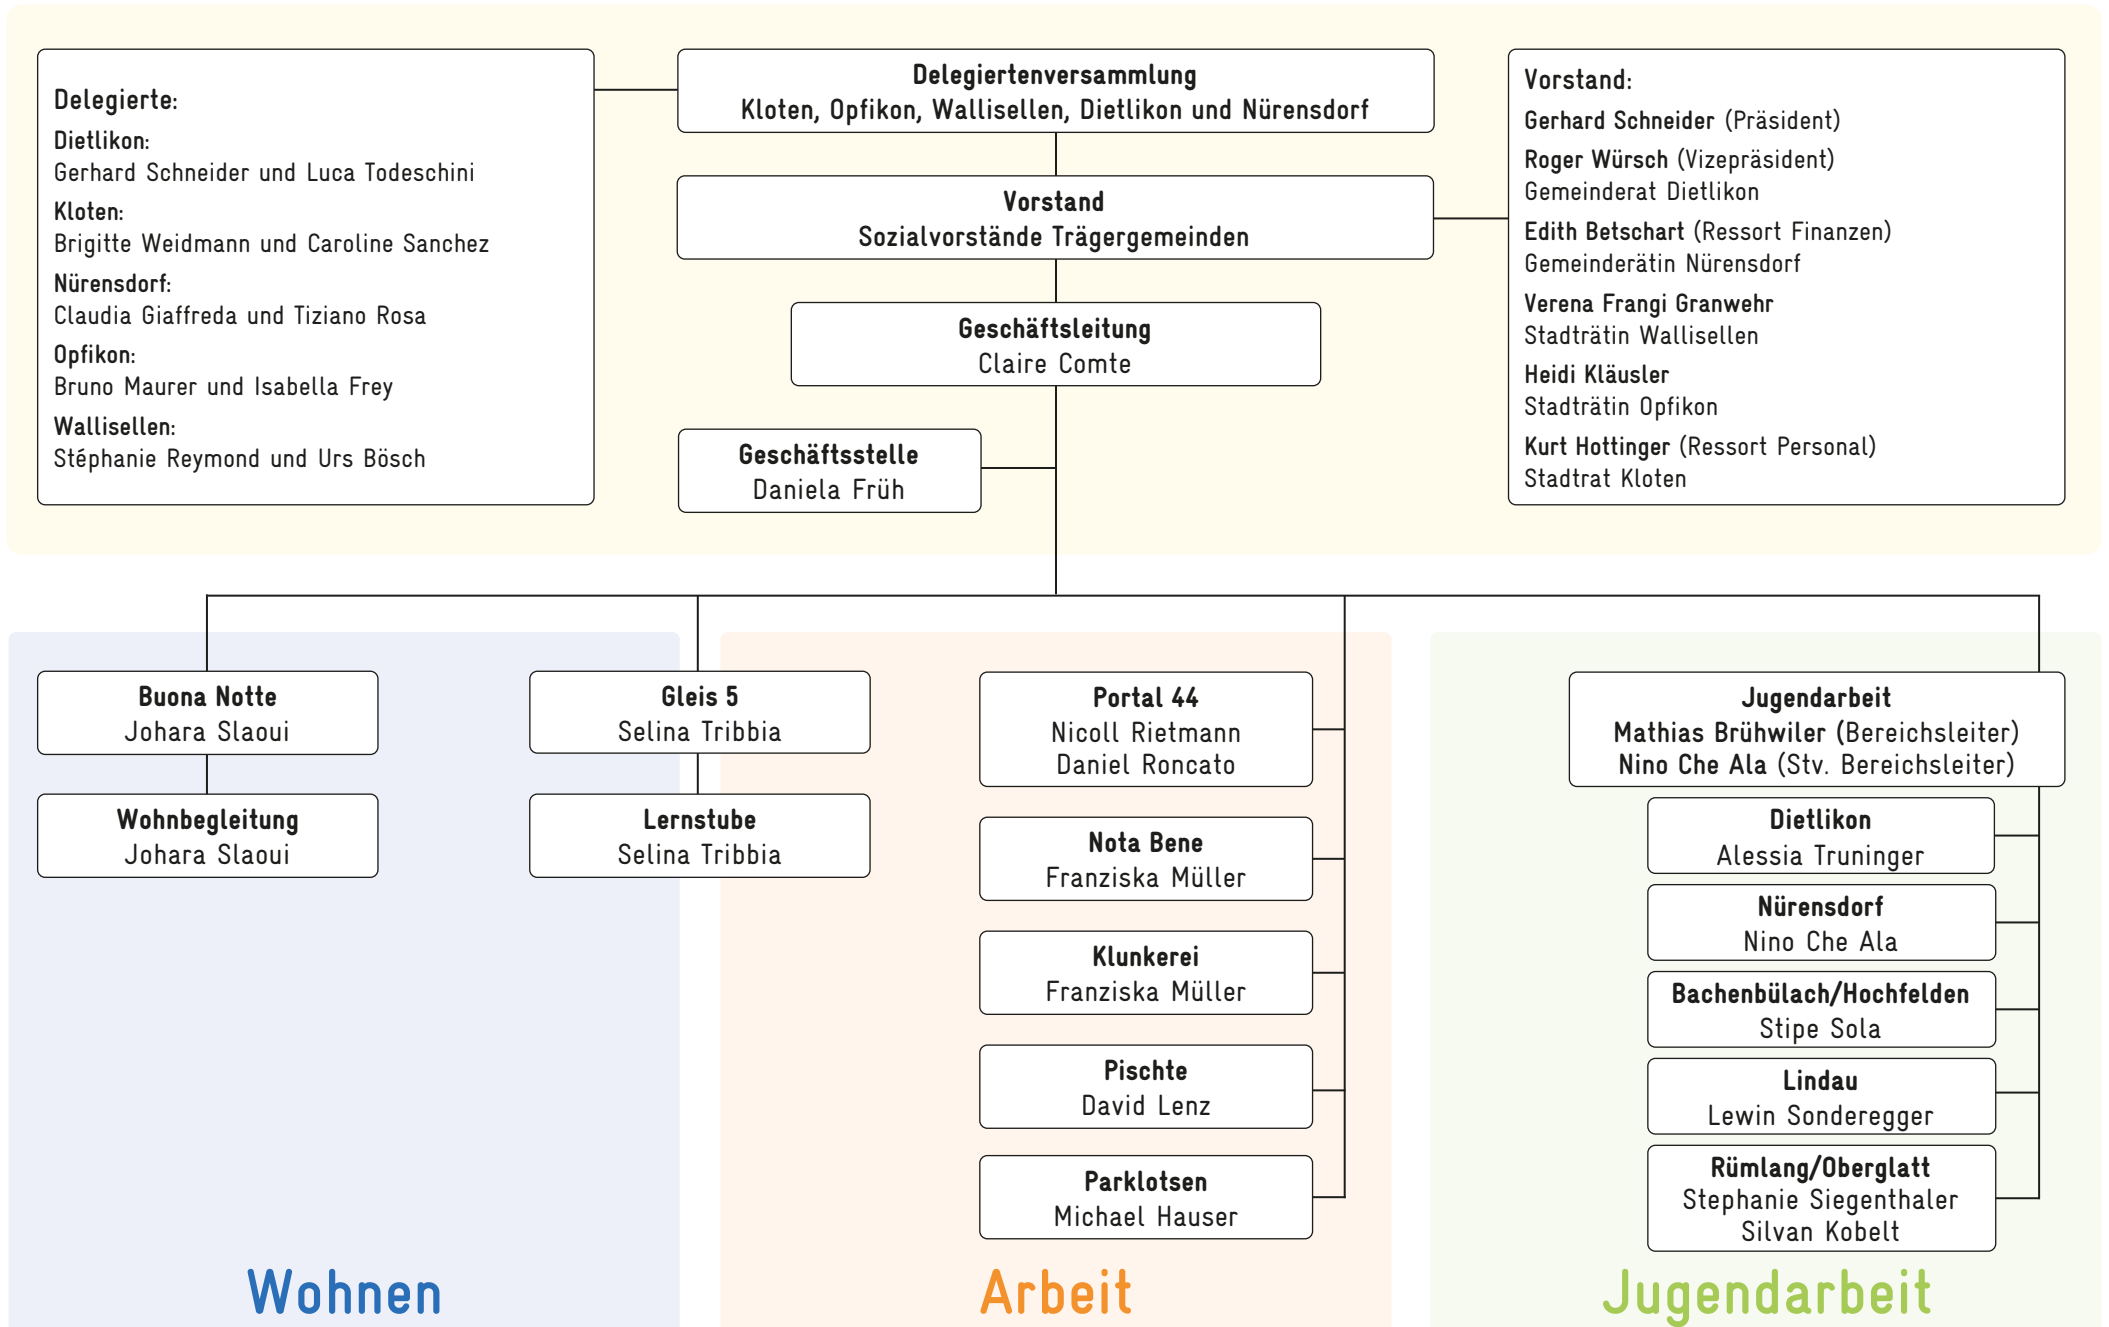 Delegierte:
Dietlikon:
Gerhard Schneider und Luca Todeschini
Kloten:
Brigitte Weidmann und Caroline Sanchez
Nürensdorf:
Claudia Giaffreda und Tiziano Rosa
Opfikon:
Bruno Maurer und Isabella Frey
Wallisellen:
Stéphanie Reymond und Urs Bösch
Delegiertenversammlung
Kloten, Opfikon, Wallisellen, Dietlikon und Nürensdorf
Vorstand
Sozialvorstände Trägergemeinden
Geschäftsleitung
Claire Comte
Geschäftsstelle
Daniela Früh
Vorstand:
Gerhard Schneider (Präsident)
Roger Würsch (Vizepräsident)
Gemeinderat Dietlikon
Edith Betschart (Ressort Finanzen)
Gemeinderätin Nürensdorf
Verena Frangi Granwehr
Stadträtin Wallisellen
Heidi Kläusler
Stadträtin Opfikon
Kurt Hottinger (Ressort Personal)
Stadtrat Kloten
Buona Notte
Johara Slaoui
Wohnbegleitung
Johara Slaoui
Gleis 5
Selina Tribbia
Lernstube
Selina Tribbia
Portal 44
Nicoll Rietmann
Daniel Roncato
Nota Bene
Franziska Müller
Klunkerei
Franziska Müller
Pischte
David Lenz
Parklotsen
Michael Hauser
Jugendarbeit
Mathias Brühwiler (Bereichsleiter)
Nino Che Ala (Stv. Bereichsleiter)
Dietlikon
Alessia Truninger
Nürensdorf
Nino Che Ala
Bachenbülach/Hochfelden
Stipe Sola
Lindau
Lewin Sonderegger
Rümlang/Oberglatt
Stephanie Siegenthaler
Silvan Kobelt
Wohnen
Arbeit
Jugendarbeit